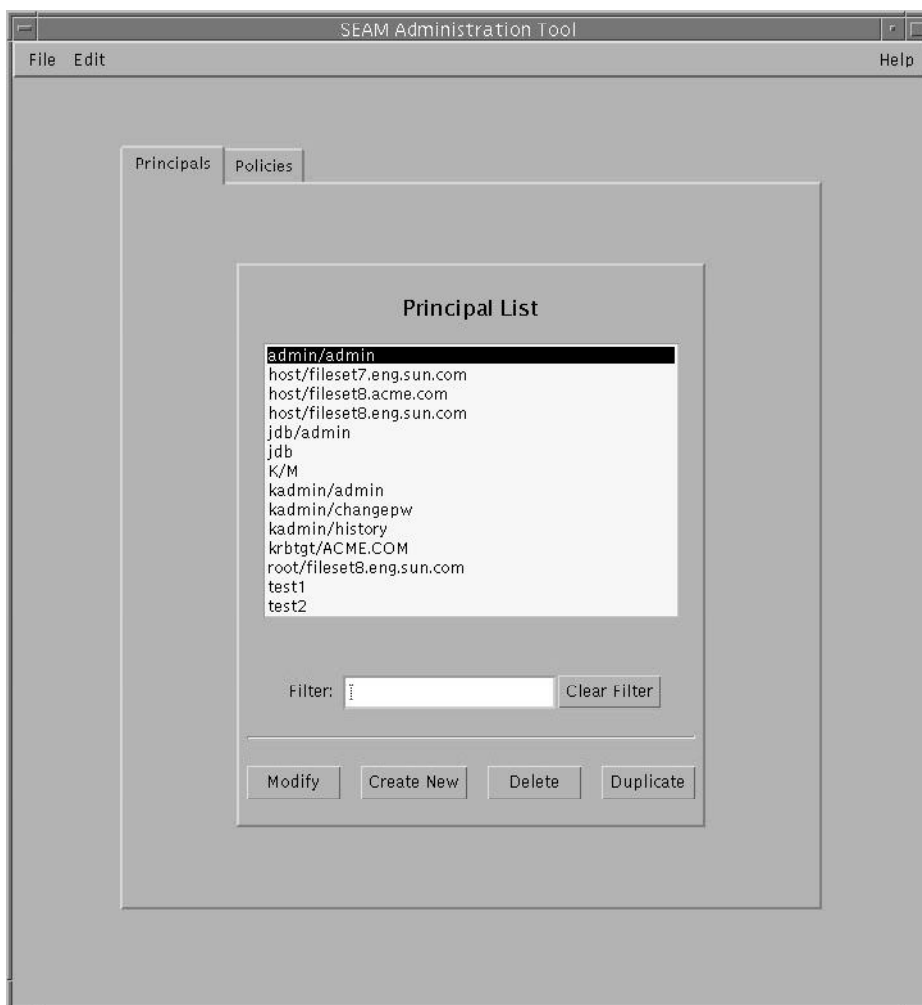 SEAM Administration Tool
File Edit Help
Principals Policies
Principal List
admin/admin
host/fileset7.eng.sun.com
host/fileset8.acme.com
host/fileset8.eng.sun.com
jdb/admin
jdb
K/M
kadmin/admin
kadmin/changepw
kadmin/history
krbtgt/ACME.COM
root/fileset8.eng.sun.com
test1
test2
Filter: Clear Filter
Modify Create New Delete Duplicate